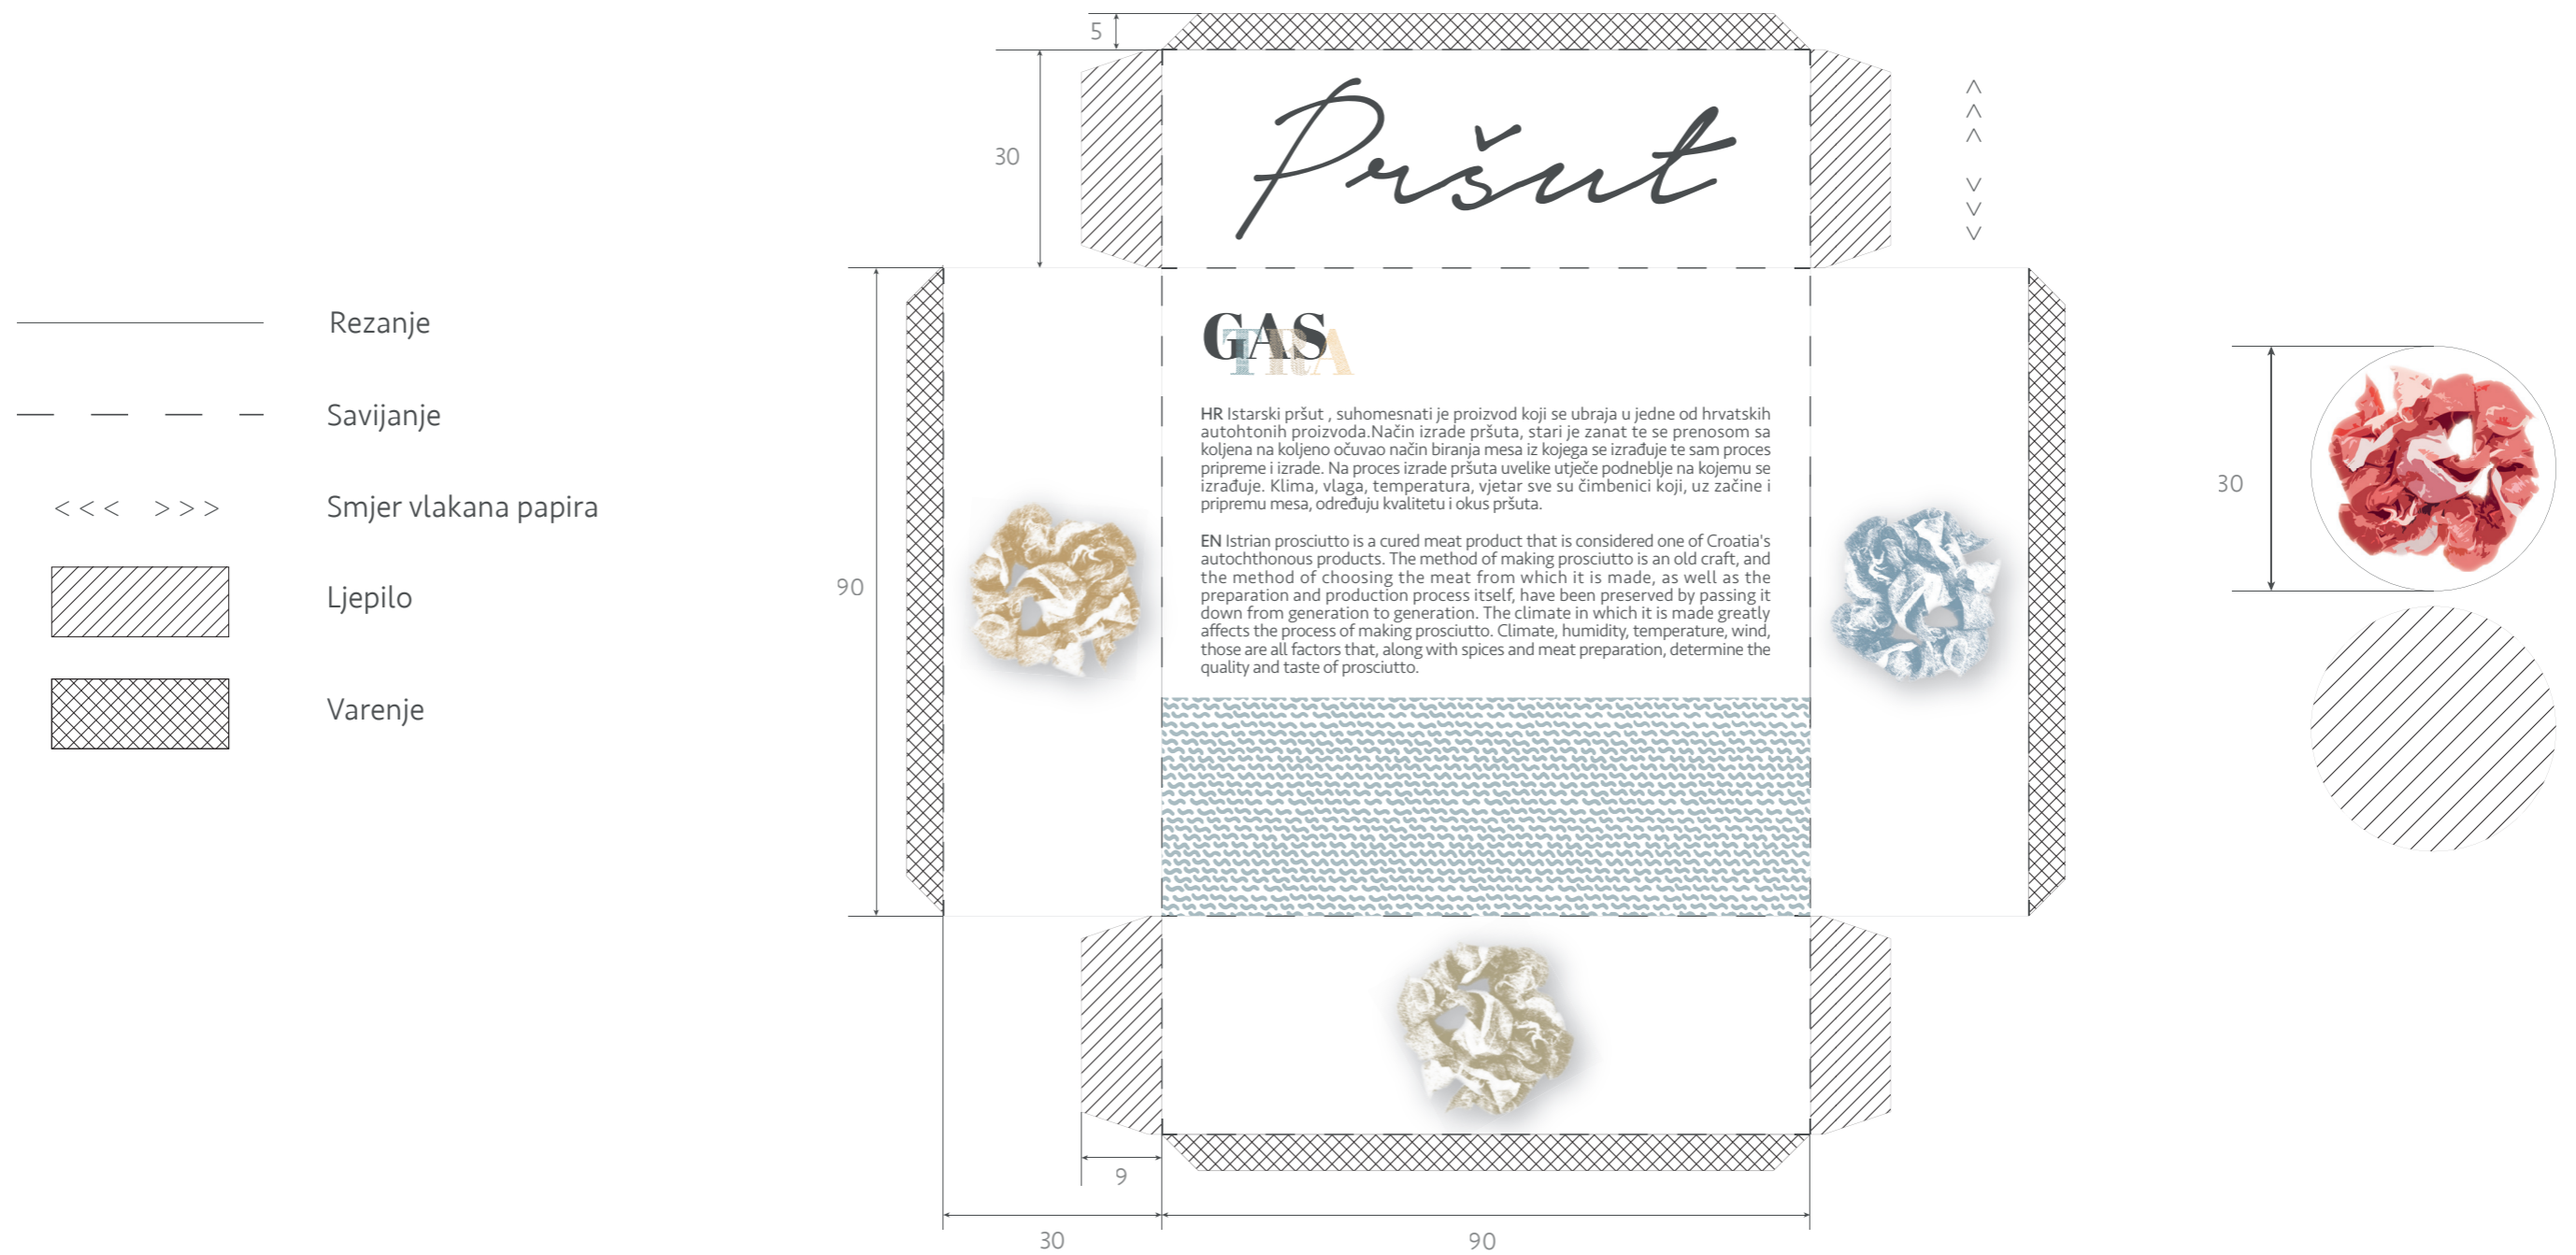 5
30
Pršut
Rezanje
Savijanje
<<< >>> Smjer vlakana papira
Ljepilo
Varenje
90
GAS
TRA
HR Istarski pršut , suhomesnati je proizvod koji se ubraja u jedne od hrvatskih
autohtonih proizvoda.Način izrade pršuta, stari je zanat te se prenosom sa
koljena na koljeno očuvao način biranja mesa iz kojega se izrađuje te sam proces
pripreme i izrade. Na proces izrade pršuta uvelike utječe podneblje na kojemu se
izrađuje. Klima, vlaga, temperatura, vjetar sve su čimbenici koji, uz začine i
pripremu mesa, određuju kvalitetu i okus pršuta.
EN Istrian prosciutto is a cured meat product that is considered one of Croatia's
autochthonous products. The method of making prosciutto is an old craft, and
the method of choosing the meat from which it is made, as well as the
preparation and production process itself, have been preserved by passing it
down from generation to generation. The climate in which it is made greatly
affects the process of making prosciutto. Climate, humidity, temperature, wind,
those are all factors that, along with spices and meat preparation, determine the
quality and taste of prosciutto.
30
9
30
90